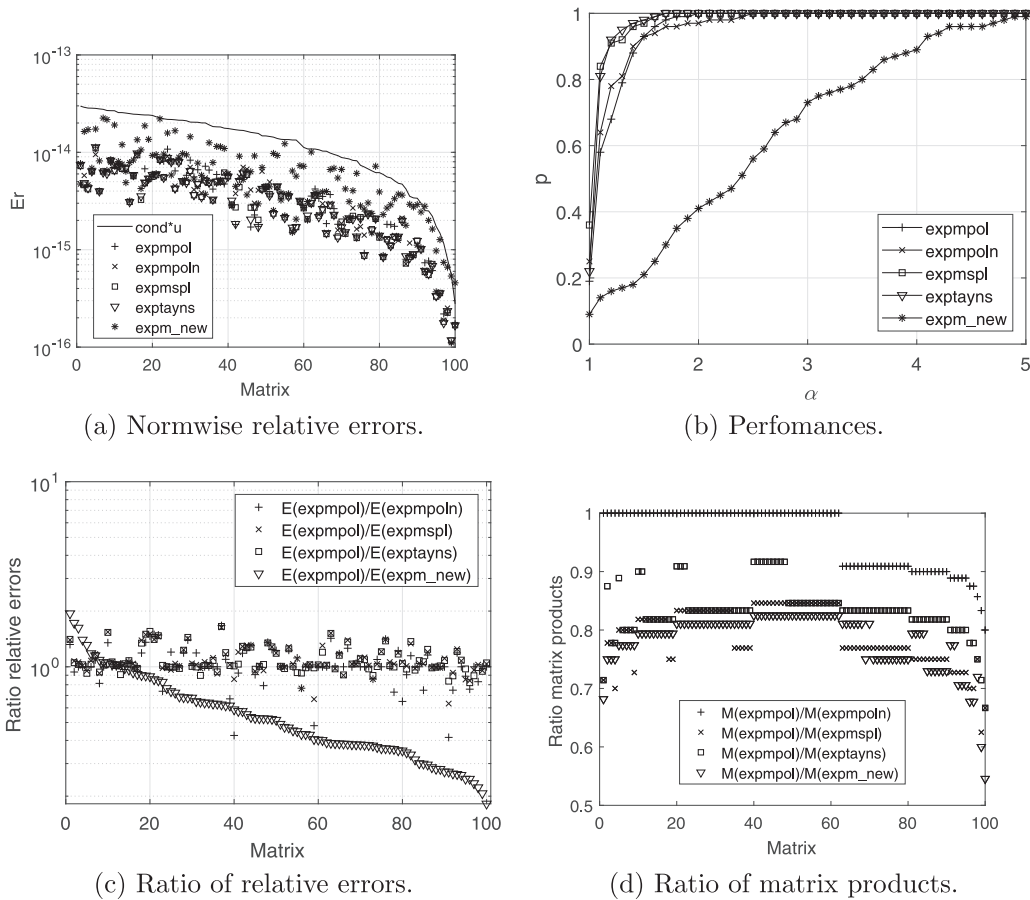 10^-13
10^-14
10^-15
10^-16
Er
cond*u
expmpol
expmpoln
expmspl
exptayns
expm_new
0 20 40 60 80 100
Matrix
(a) Normwise relative errors.
1
0.8
0.6
0.4
0.2
0
p
expmpol
expmpoln
expmspl
exptayns
expm_new
1 2 3 4 5
α
(b) Perfomances.
10^1
10^0
Ratio relative errors
E(expmpol)/E(expmpoln)
E(expmpol)/E(expmspl)
E(expmpol)/E(exptayns)
E(expmpol)/E(expm_new)
0 20 40 60 80 100
Matrix
(c) Ratio of relative errors.
1
0.9
0.8
0.7
0.6
0.5
Ratio matrix products
M(expmpol)/M(expmpoln)
M(expmpol)/M(expmspl)
M(expmpol)/M(exptayns)
M(expmpol)/M(expm_new)
0 20 40 60 80 100
Matrix
(d) Ratio of matrix products.